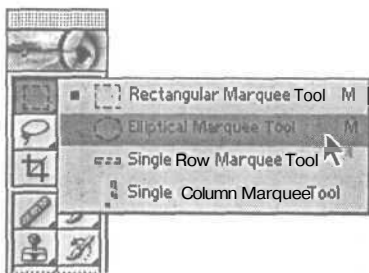 Rectangular Marquee Tool M
Elliptical Marquee Tool M
Single Row Marquee Tool
Single Column MarqueeTool